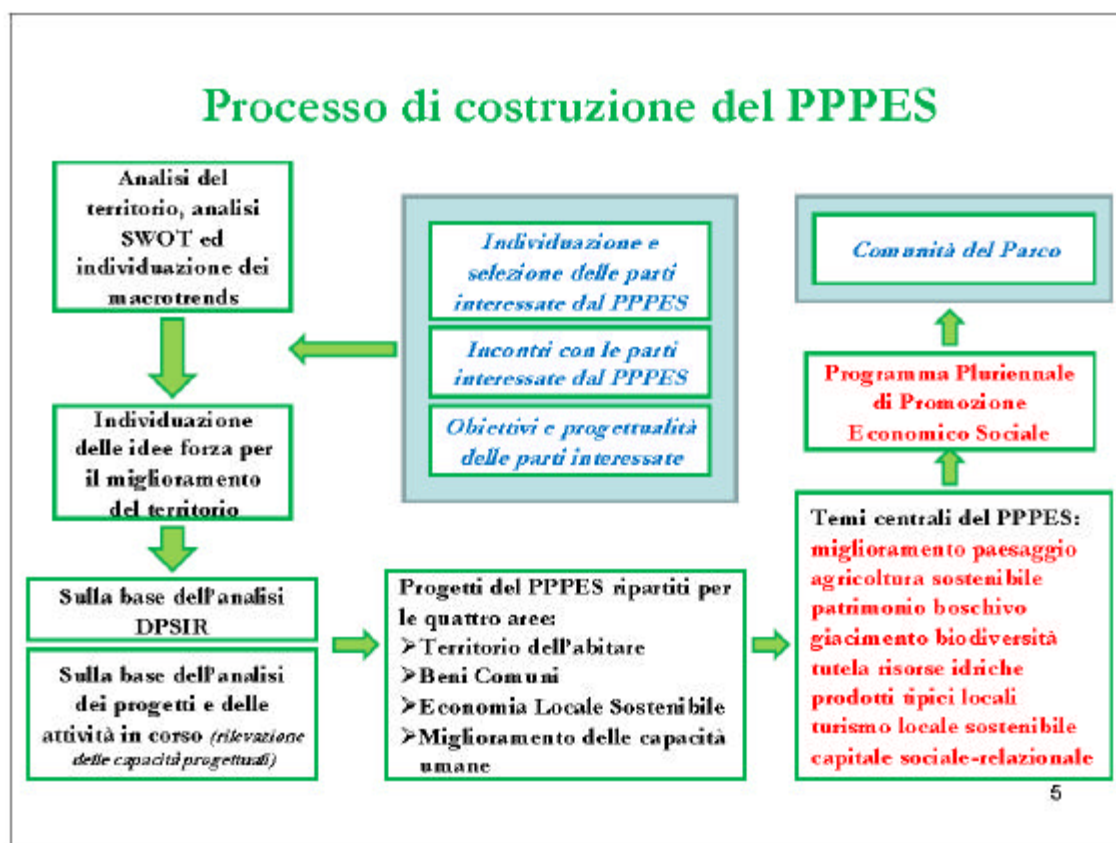 Processo di costruzione del PPPES
Analisi del
territorio, analisi
SWOT ed
individuazione dei
macrotrends
Individuazione
delle idee forza per
il miglioramento
del territorio
Sulla base dell'analisi
DPSIR
Sulla base dell'analisi
dei progetti e delle
attività in corso (rilevazione
delle capacità progettuali)
Individuazione e
selezione delle parti
interessate dal PPPES
Incontri con le parti
interessate dal PPPES
Obiettivi e progettualità
delle parti interessate
Progetti del PPPES ripartiti per
le quattro aree:
➢Territorio dell'abitare
➢Beni Comuni
➢Economia Locale Sostenibile
➢Miglioramento delle capacità
umane
Comunità del Parco
Programma Pluriennale
di Promozione
Economico Sociale
Temi centrali del PPPES:
miglioramento paesaggio
agricoltura sostenibile
patrimonio boschivo
giacimento biodiversità
tutela risorse idriche
prodotti tipici locali
turismo locale sostenibile
capitale sociale-relazionale
5